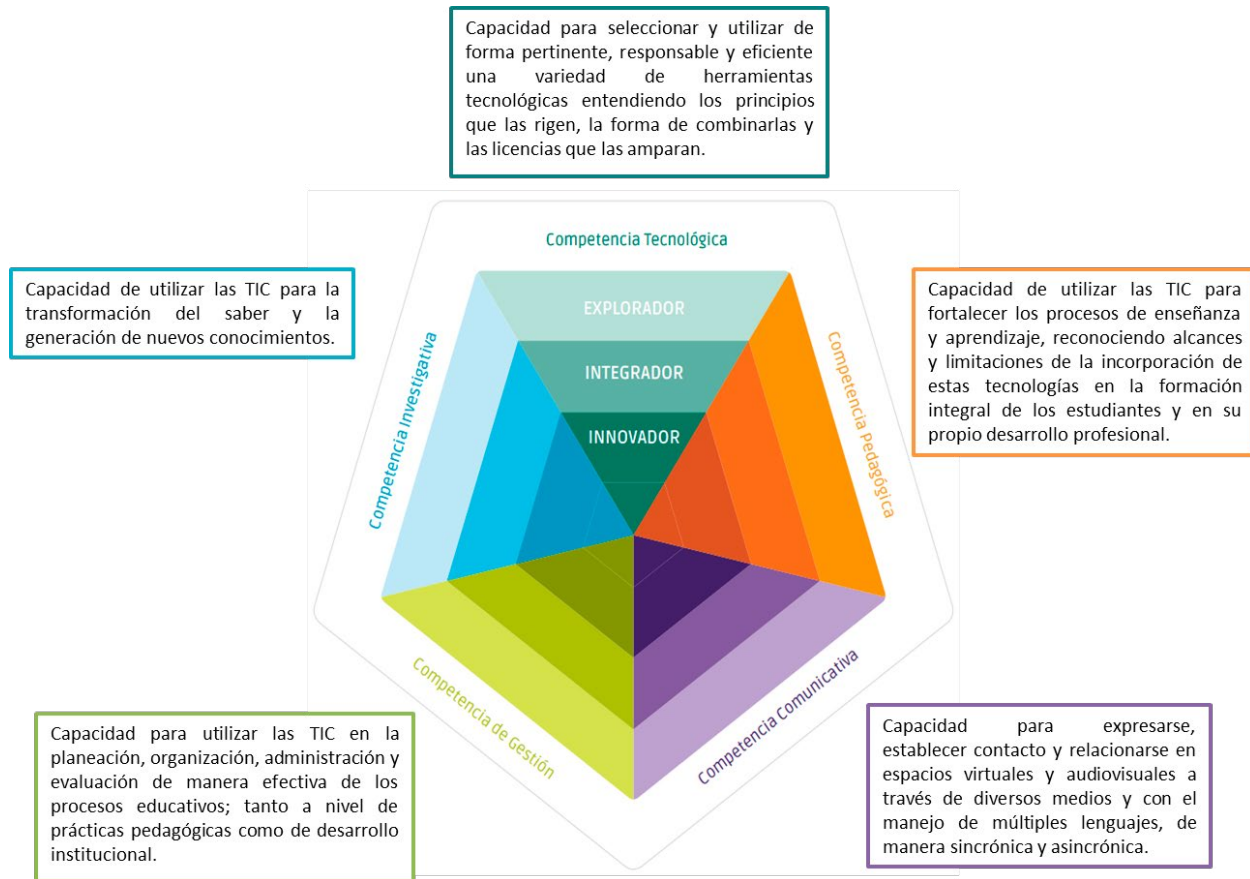 Capacidad para seleccionar y utilizar de
forma pertinente, responsable y eficiente
una variedad de herramientas
tecnológicas entendiendo los principios
que las rigen, la forma de combinarlas y
las licencias que las amparan.
Competencia Tecnológica
EXPLORADOR
INTEGRADOR
INNOVADOR
Capacidad de utilizar las TIC para la
transformación del saber y la
generación de nuevos conocimientos.
Competencia Investigativa
Competencia Pedagógica
Capacidad de utilizar las TIC para
fortalecer los procesos de enseñanza
y aprendizaje, reconociendo alcances
y limitaciones de la incorporación de
estas tecnologías en la formación
integral de los estudiantes y en su
propio desarrollo profesional.
Competencia de Gestión
Competencia Comunicativa
Capacidad para utilizar las TIC en la
planeación, organización, administración y
evaluación de manera efectiva de los
procesos educativos; tanto a nivel de
prácticas pedagógicas como de desarrollo
institucional.
Capacidad para expresarse,
establecer contacto y relacionarse en
espacios virtuales y audiovisuales a
través de diversos medios y con el
manejo de múltiples lenguajes, de
manera sincrónica y asincrónica.